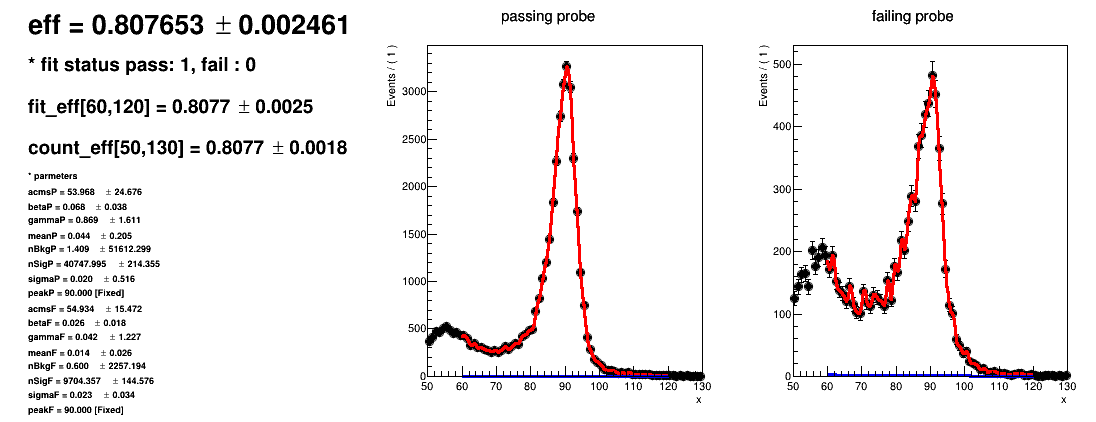 eff = 0.807653 ± 0.002461
* fit status pass: 1, fail : 0
fit_eff[60,120] = 0.8077 ± 0.0025
count_eff[50,130] = 0.8077 ± 0.0018
* parmeters
acmsP = 53.968 ± 24.676
betaP = 0.068 ± 0.038
gammaP = 0.869 ± 1.611
meanP = 0.044 ± 0.205
nBkgP = 1.409 ± 51612.299
nSigP = 40747.995 ± 214.355
sigmaP = 0.020 ± 0.516
peakP = 90.000 [Fixed]
acmsF = 54.934 ± 15.472
betaF = 0.026 ± 0.018
gammaF = 0.042 ± 1.227
meanF = 0.014 ± 0.026
nBkgF = 0.600 ± 2257.194
nSigF = 9704.357 ± 144.576
sigmaF = 0.023 ± 0.034
peakF = 90.000 [Fixed]
passing probe
Events / ( 1 )
3000
2500
2000
1500
1000
500
0
50 60 70 80 90 100 110 120 130
x
failing probe
Events / ( 1 )
500
400
300
200
100
0
50 60 70 80 90 100 110 120 130
x